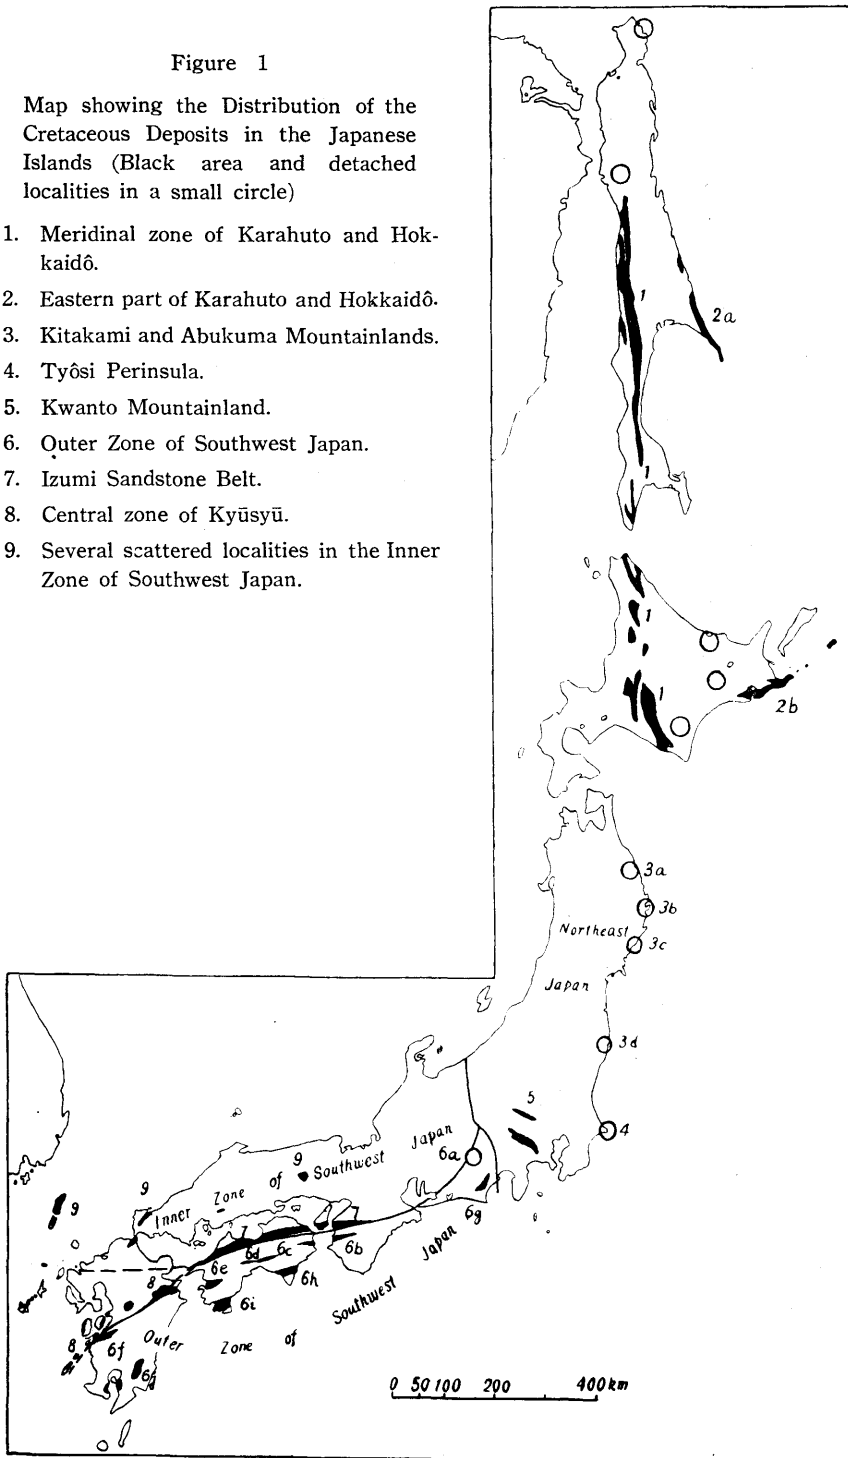 Figure 1
Map showing the Distribution of the
Cretaceous Deposits in the Japanese
Islands (Black area and detached
localities in a small circle)
1. Meridinal zone of Karahuto and Hok-
kaidô.
2. Eastern part of Karahuto and Hokkaidô.
3. Kitakami and Abukuma Mountainlands.
4. Tyôsi Perinsula.
5. Kwanto Mountainland.
6. Outer Zone of Southwest Japan.
7. Izumi Sandstone Belt.
8. Central zone of Kyūsyū.
9. Several scattered localities in the Inner
Zone of Southwest Japan.
1
2a
1
1
1
2b
3a
3b
Northeast
3c
Japan
3d
5
4
Japan
6a
9
Southwest
of
Zone
Inner
9
9
6g
7
7
6b
6c
6d
6e
6h
6i
8
8
6f
Japan
Southwest
of
Zone
Outer
0 50 100 200 400 km